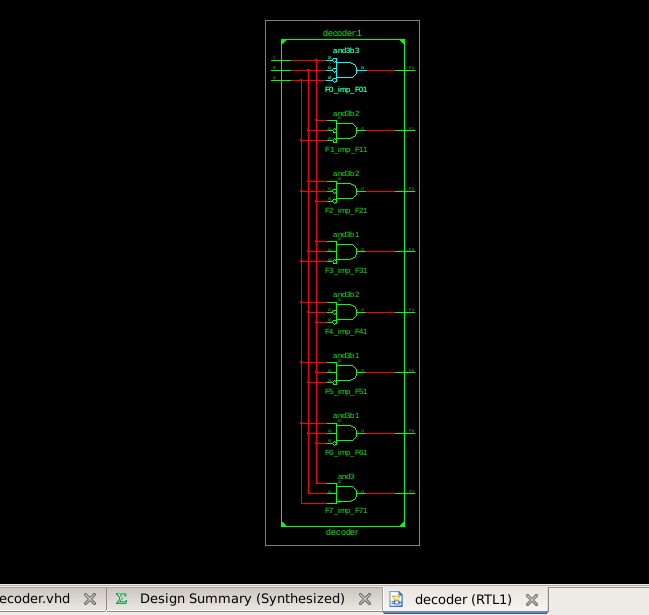 decoder:1
and3b3
F0_imp_F01
and3b2
F1_imp_F11
and3b2
F2_imp_F21
and3b1
F3_imp_F31
and3b2
F4_imp_F41
and3b1
F5_imp_F51
and3b1
F6_imp_F61
and3
F7_imp_F71
decoder
ecoder.vhd
Design Summary (Synthesized)
decoder (RTL1)